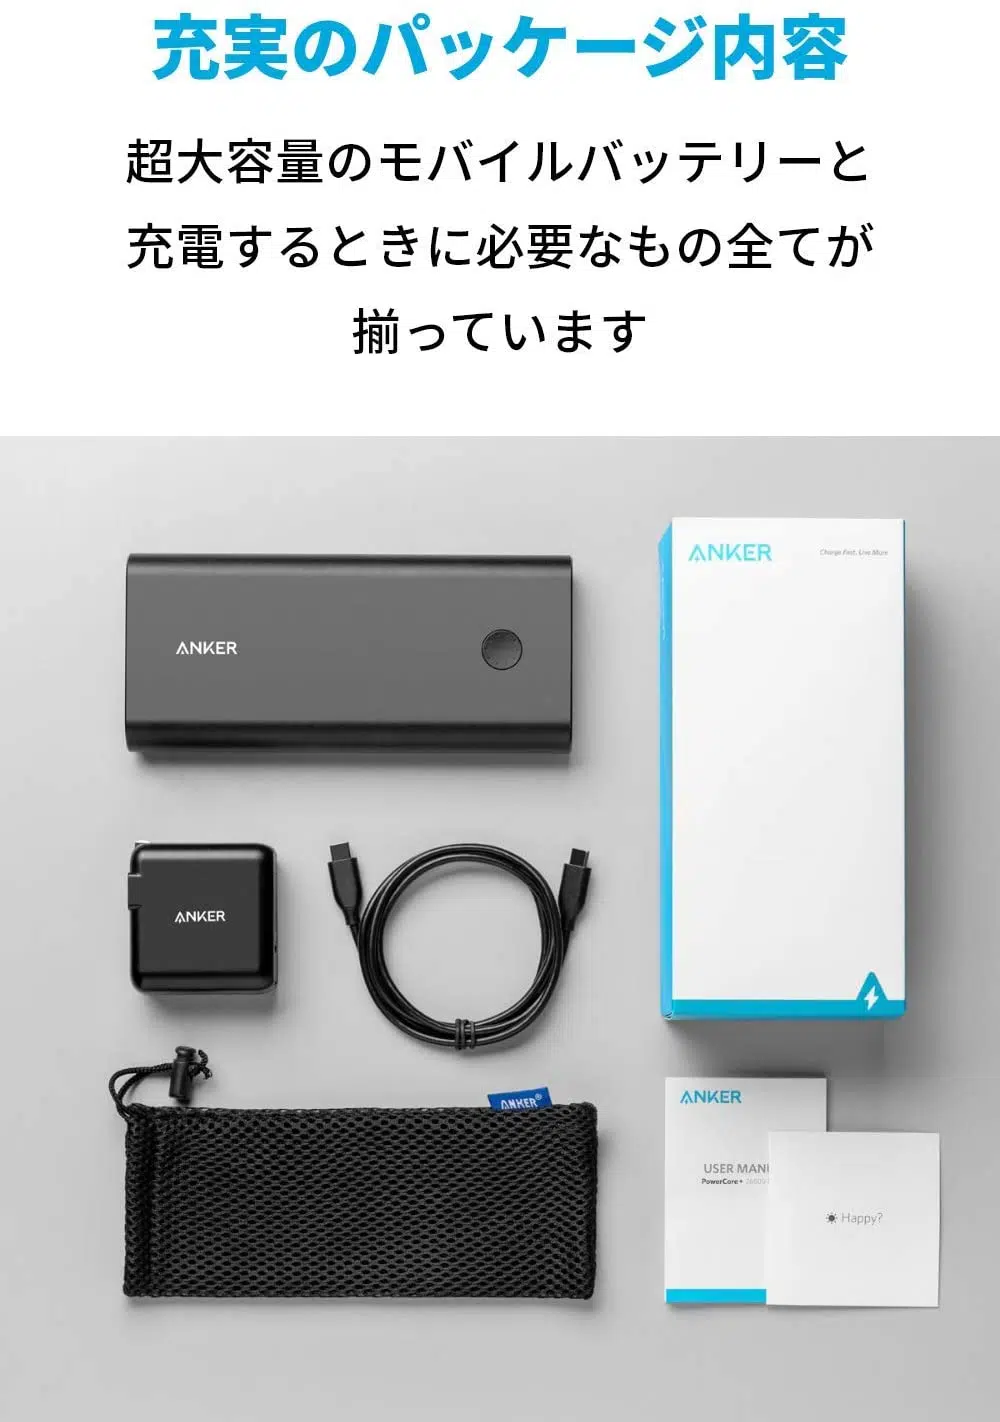 充実のパッケージ内容
超大容量のモバイルバッテリーと
充電するときに必要なもの全てが
揃っています
ANKER
ANKER
Charge Fast, Live More
ANKER
ANKER®
ANKER
USER MANU
PowerCore+ 26800
Happy?